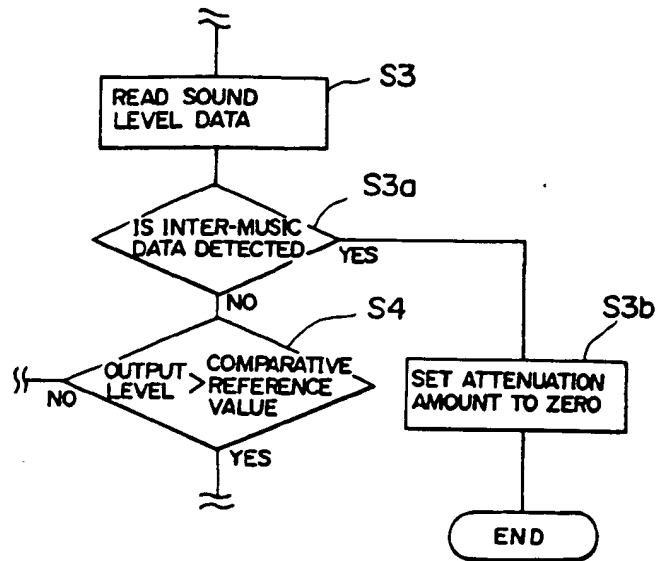 S3
READ SOUND
LEVEL DATA
S3a
IS INTER-MUSIC
DATA DETECTED
YES
NO
S4
S3b
OUTPUT
LEVEL
>
COMPARATIVE
REFERENCE
VALUE
NO
YES
SET ATTENUATION
AMOUNT TO ZERO
END